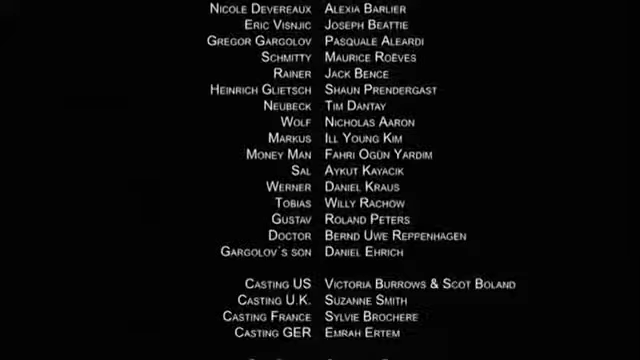 Nicole Devereaux Alexia Barlier
Eric Visnjic Joseph Beattie
Gregor Gargolov Pasquale Aleardi
Schmitty Maurice Roëves
Rainer Jack Bence
Heinrich Glietsch Shaun Prendergast
Neubeck Tim Dantay
Wolf Nicholas Aaron
Markus Ill Young Kim
Money Man Fahri Ogün Yardim
Sal Aykut Kayacik
Werner Daniel Kraus
Tobias Willy Rachow
Gustav Roland Peters
Doctor Bernd Uwe Reppenhagen
Gargolov´s son Daniel Ehrich
Casting US Victoria Burrows & Scot Boland
Casting U.K. Suzanne Smith
Casting France Sylvie Brochere
Casting GER Emrah Ertem